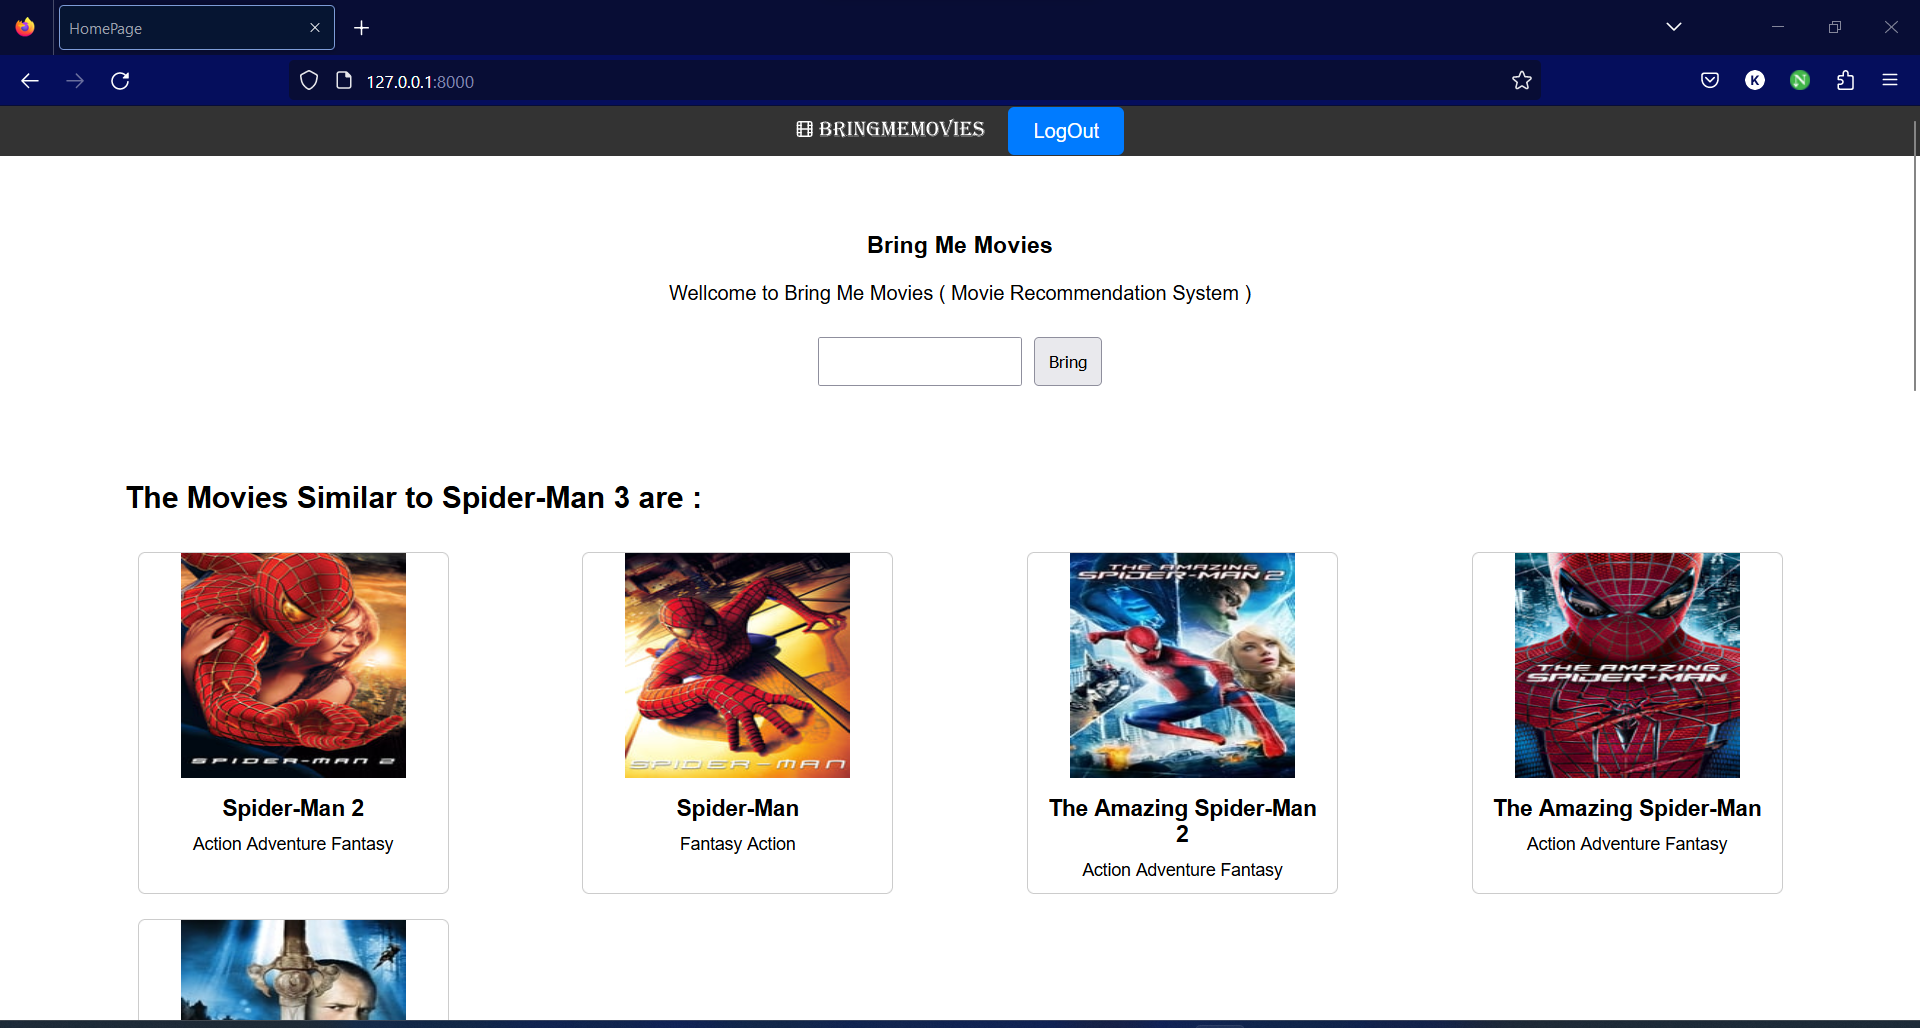 HomePage
127.0.0.1:8000
BRINGMEMOVIES
LogOut
Bring Me Movies
Wellcome to Bring Me Movies ( Movie Recommendation System )
Bring
The Movies Similar to Spider-Man 3 are :
SPIDER-MAN 2
SPIDER-MAN
THE AMAZING
SPIDER-MAN 2
THE AMAZING
SPIDER-MAN
Spider-Man 2
Action Adventure Fantasy
Spider-Man
Fantasy Action
The Amazing Spider-Man
2
Action Adventure Fantasy
The Amazing Spider-Man
Action Adventure Fantasy
K
N